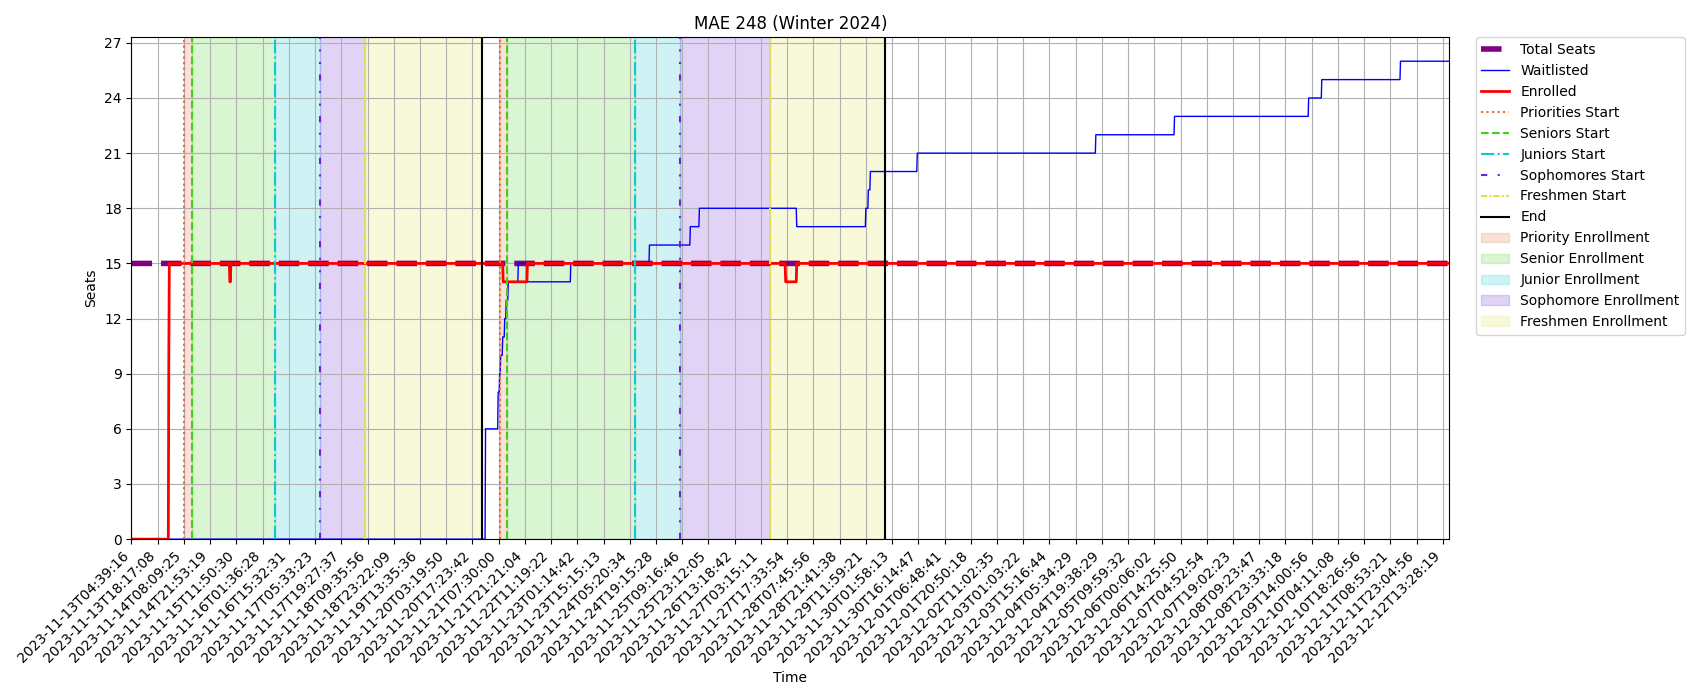 MAE 248 (Winter 2024)
27
24
21
18
15
12
9
6
3
0
Seats
2023-11-13T04:39:16
2023-11-13T18:17:08
2023-11-14T08:09:25
2023-11-14T21:53:19
2023-11-15T11:50:30
2023-11-16T01:36:28
2023-11-16T15:32:31
2023-11-17T05:33:23
2023-11-17T19:27:37
2023-11-18T09:35:56
2023-11-18T23:22:09
2023-11-19T13:35:36
2023-11-20T03:19:50
2023-11-20T17:23:42
2023-11-21T07:30:00
2023-11-21T21:21:04
2023-11-22T11:19:22
2023-11-23T01:14:42
2023-11-23T15:15:13
2023-11-24T05:20:34
2023-11-24T19:15:28
2023-11-25T09:16:46
2023-11-25T23:12:05
2023-11-26T13:18:42
2023-11-27T03:15:11
2023-11-27T17:33:54
2023-11-28T07:45:56
2023-11-28T21:41:38
2023-11-29T11:59:21
2023-11-30T01:58:13
2023-11-30T16:14:47
2023-12-01T06:48:41
2023-12-01T20:50:18
2023-12-02T11:02:35
2023-12-03T01:03:22
2023-12-03T15:16:44
2023-12-04T05:34:29
2023-12-04T19:38:29
2023-12-05T09:59:32
2023-12-06T00:06:02
2023-12-06T14:25:50
2023-12-07T04:52:54
2023-12-07T19:02:23
2023-12-08T09:23:47
2023-12-08T23:33:18
2023-12-09T14:00:56
2023-12-10T04:11:08
2023-12-10T18:26:56
2023-12-11T08:53:21
2023-12-11T23:04:56
2023-12-12T13:28:19
Time
Total Seats
Waitlisted
Enrolled
Priorities Start
Seniors Start
Juniors Start
Sophomores Start
Freshmen Start
End
Priority Enrollment
Senior Enrollment
Junior Enrollment
Sophomore Enrollment
Freshmen Enrollment